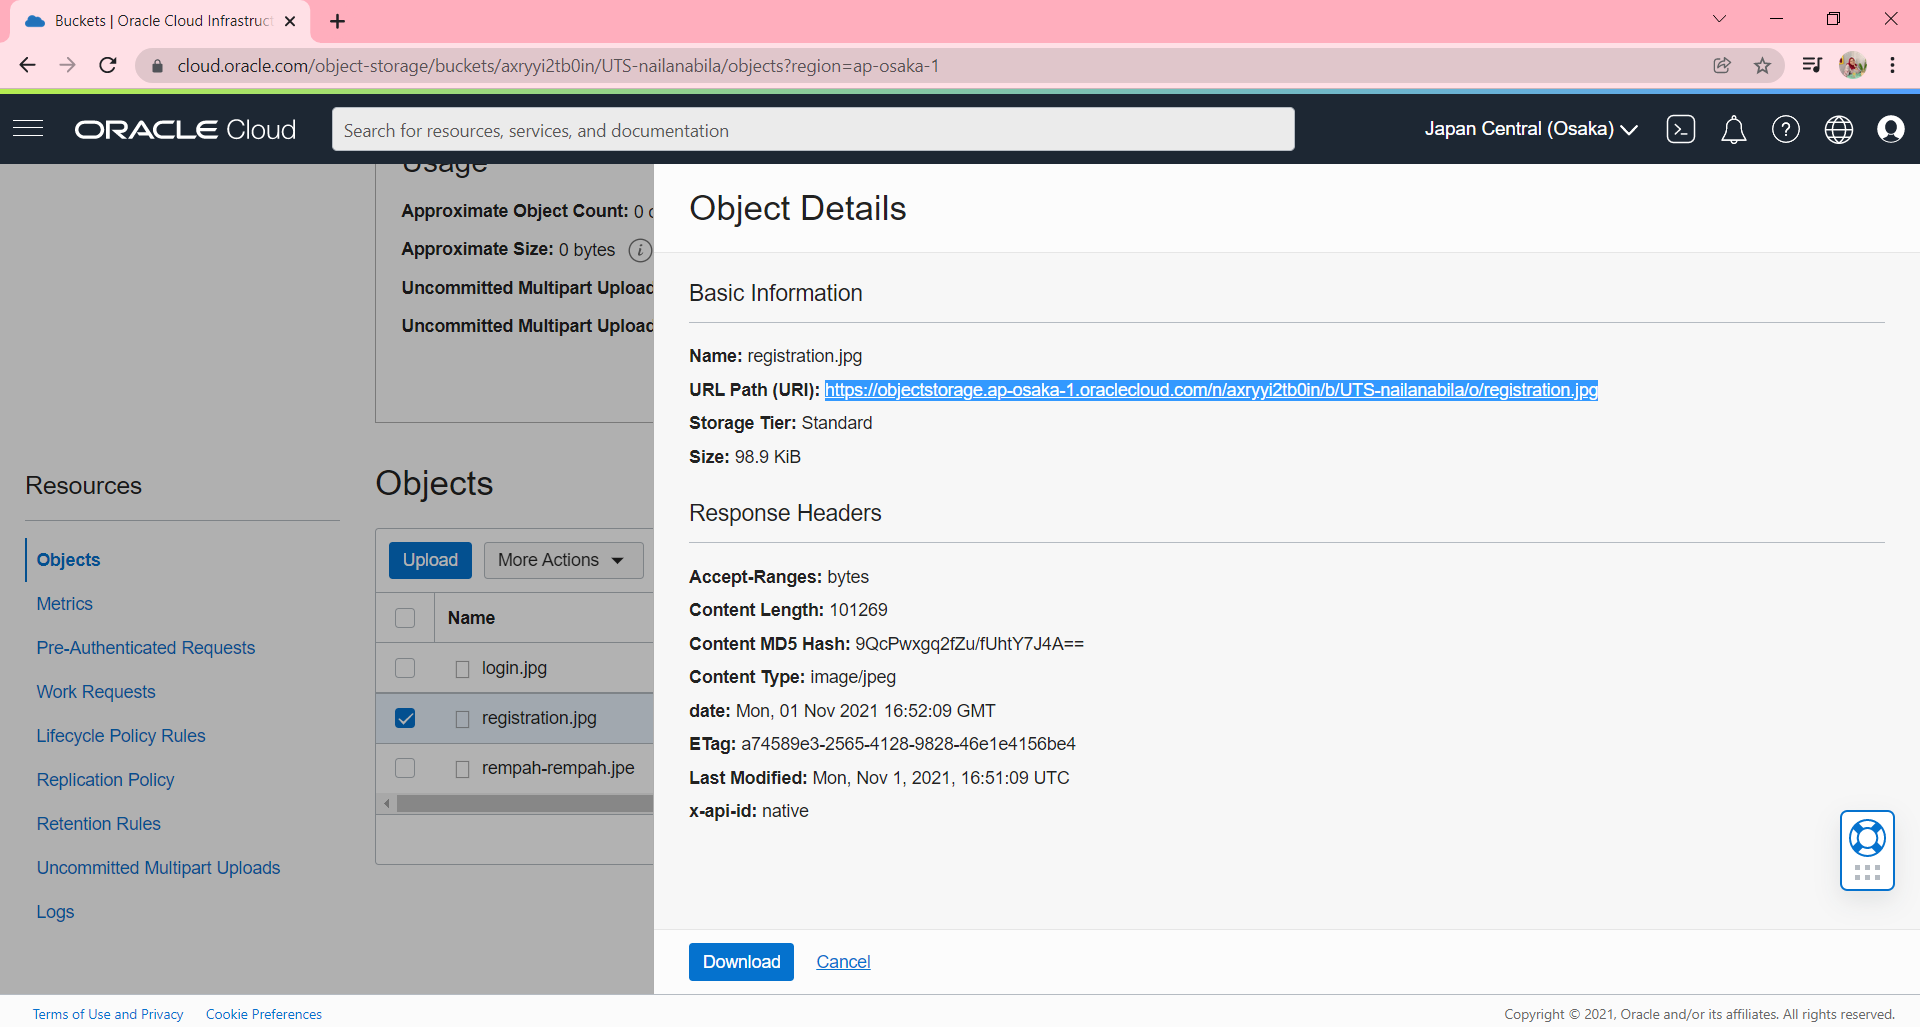 Buckets | Oracle Cloud Infrastruct
cloud.oracle.com/object-storage/buckets/axryyi2tb0in/UTS-nailanabila/objects?region=ap-osaka-1
ORACLE Cloud
Search for resources, services, and documentation
Japan Central (Osaka)
Usage
Approximate Object Count: 0
Approximate Size: 0 bytes
Uncommitted Multipart Upload
Uncommitted Multipart Upload
Resources
Objects
Metrics
Pre-Authenticated Requests
Work Requests
Lifecycle Policy Rules
Replication Policy
Retention Rules
Uncommitted Multipart Uploads
Logs
Objects
Upload
More Actions
Name
login.jpg
registration.jpg
rempah-rempah.jpe
Object Details
Basic Information
Name: registration.jpg
URL Path (URI): https://objectstorage.ap-osaka-1.oraclecloud.com/n/axryyi2tb0in/b/UTS-nailanabila/o/registration.jpg
Storage Tier: Standard
Size: 98.9 KiB
Response Headers
Accept-Ranges: bytes
Content Length: 101269
Content MD5 Hash: 9QcPwxgq2fZu/fUhtY7J4A==
Content Type: image/jpeg
date: Mon, 01 Nov 2021 16:52:09 GMT
ETag: a74589e3-2565-4128-9828-46e1e4156be4
Last Modified: Mon, Nov 1, 2021, 16:51:09 UTC
x-api-id: native
Download
Cancel
Terms of Use and Privacy
Cookie Preferences
Copyright © 2021, Oracle and/or its affiliates. All rights reserved.